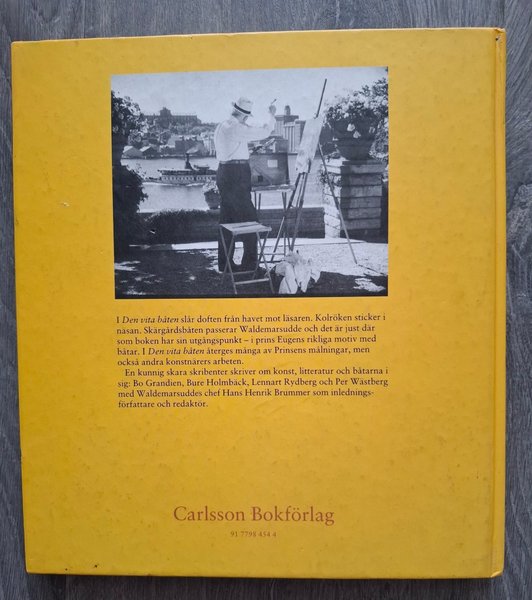 I Den vita båten slår doften från havet mot läsaren. Kolröken sticker i
näsan. Skärgårdsbåten passerar Waldemarsudde och det är just där
som boken har sin utgångspunkt – i prins Eugens rikliga motiv med
båtar. I Den vita båten återges många av Prinsens målningar, men
också andra konstnärers arbeten.
En kunnig skara skribenter skriver om konst, litteratur och båtarna i
sig: Bo Grandien, Bure Holmbäck, Lennart Rydberg och Per Wästberg
med Waldemarsuddes chef Hans Henrik Brummer som inlednings-
författare och redaktör.
Carlsson Bokförlag
91 7798 454 4